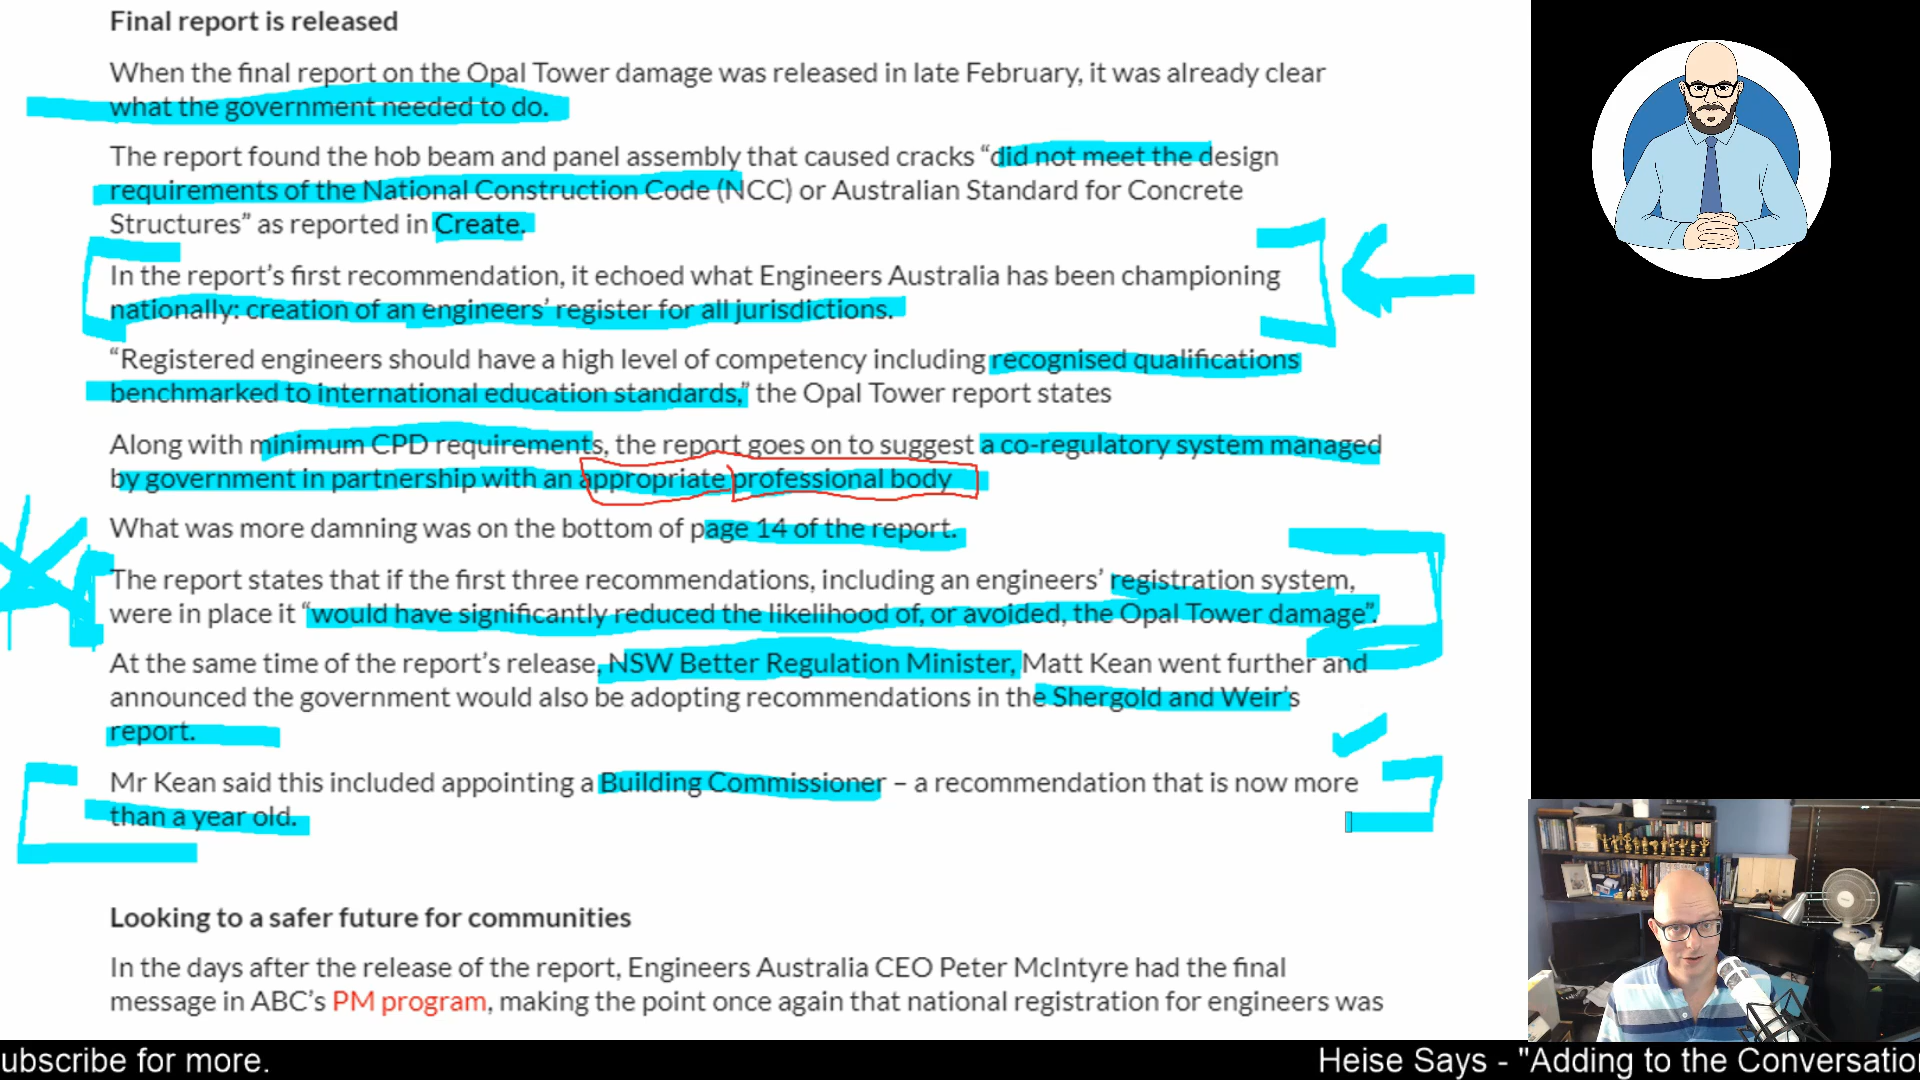 Final report is released
When the final report on the Opal Tower damage was released in late February, it was already clear
what the government needed to do.
The report found the hob beam and panel assembly that caused cracks “did not meet the design
requirements of the National Construction Code (NCC) or Australian Standard for Concrete
Structures” as reported in Create.
In the report’s first recommendation, it echoed what Engineers Australia has been championing
nationally: creation of an engineers’ register for all jurisdictions.
“Registered engineers should have a high level of competency including recognised qualifications
benchmarked to international education standards,” the Opal Tower report states
Along with minimum CPD requirements, the report goes on to suggest a co-regulatory system managed
by government in partnership with an appropriate professional body
What was more damning was on the bottom of page 14 of the report.
The report states that if the first three recommendations, including an engineers’ registration system,
were in place it “would have significantly reduced the likelihood of, or avoided, the Opal Tower damage”.
At the same time of the report’s release, NSW Better Regulation Minister, Matt Kean went further and
announced the government would also be adopting recommendations in the Shergold and Weir’s
report.
Mr Kean said this included appointing a Building Commissioner – a recommendation that is now more
than a year old.
Looking to a safer future for communities
In the days after the release of the report, Engineers Australia CEO Peter McIntyre had the final
message in ABC’s PM program, making the point once again that national registration for engineers was
ubscribe for more. Heise Says - "Adding to the Conversatio